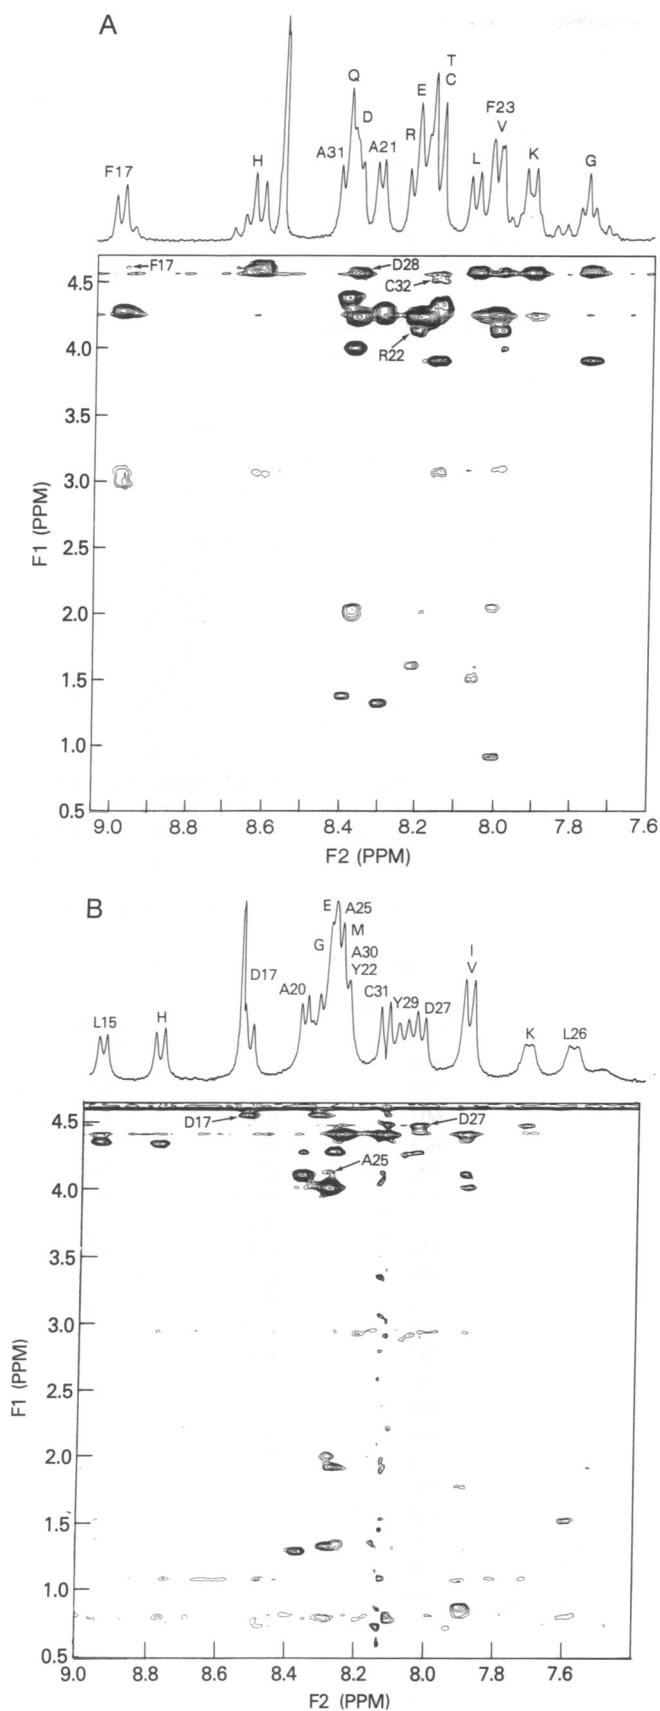 A
T
Q
E
C
D
F23
R
V
A31
A21
F17
H
L
K
G
4.5
F17
D28
C32
4.0
R22
3.5
3.0
2.5
2.0
1.5
1.0
0.5
F1 (PPM)
9.0 8.8 8.6 8.4 8.2 8.0 7.8 7.6
F2 (PPM)
B
E
A25
I
G
M
V
D17
A30
A20
Y22
C31
Y29
D27
L15
H
K
L26
4.5
D17
D27
A25
4.0
3.5
3.0
2.5
2.0
1.5
1.0
0.5
F1 (PPM)
9.0 8.8 8.6 8.4 8.2 8.0 7.8 7.6
F2 (PPM)